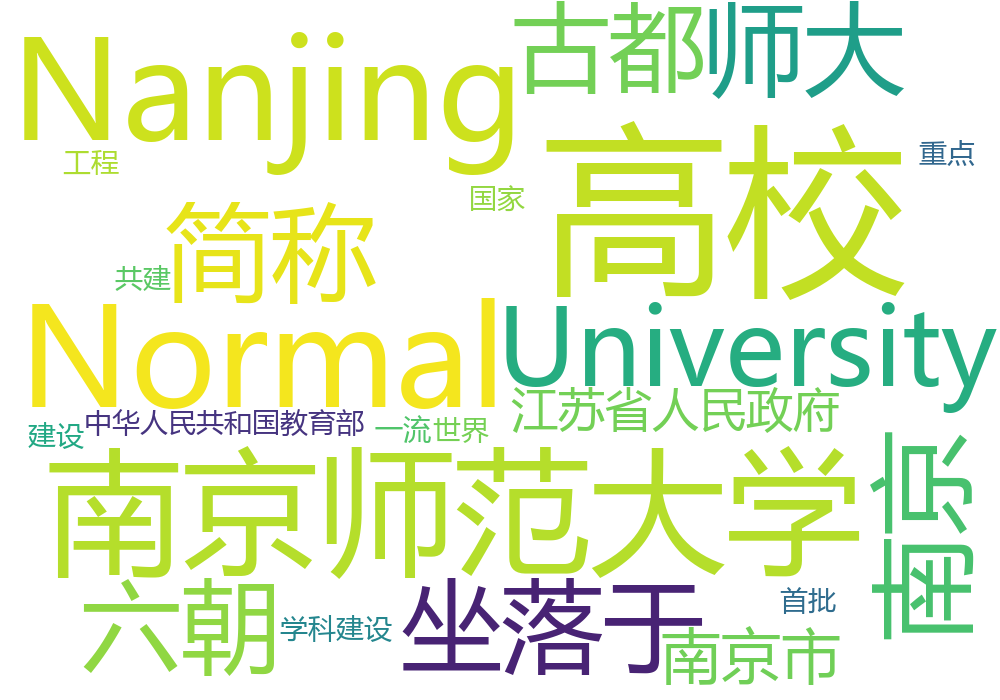 Nanjing
古都
师大
工程
高校
重点
国家
简称
共建
Normal
University
江苏省人民政府
建设
中华人民共和国教育部
一流
世界
南京师范大学
南京
六朝
坐落于
首批
学科建设
南京市